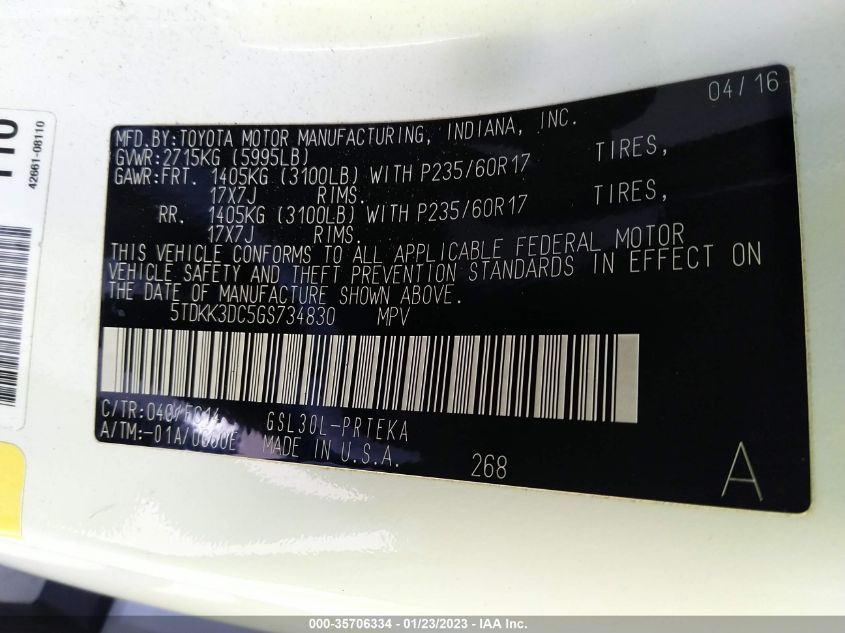 04/16
MFD.BY:TOYOTA MOTOR MANUFACTURING, INDIANA, INC.
GVWR:2715KG (5995LB)
GAWR:FRT. 1405KG (3100LB) WITH P235/60R17 TIRES,
17X7J RIMS.
RR. 1405KG (3100LB) WITH P235/60R17 TIRES,
17X7J RIMS.
THIS VEHICLE CONFORMS TO ALL APPLICABLE FEDERAL MOTOR
VEHICLE SAFETY AND THEFT PREVENTION STANDARDS IN EFFECT ON
THE DATE OF MANUFACTURE SHOWN ABOVE.
5TDKK3DC5GS734830 MPV
C/TR: GSL30L-PRTEKA
A/TM: MADE IN U.S.A. 268
A
42661-08110
000-35706334 - 01/23/2023 - IAA Inc.